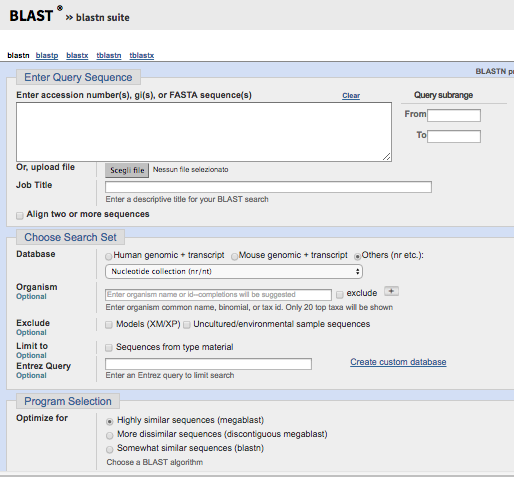 BLAST ® » blastn suite
blastn blastp blastx tblastn tblastx
BLASTN p
Enter Query Sequence
Enter accession number(s), gi(s), or FASTA sequence(s) Clear Query subrange
From
To
Or, upload file Scegli file Nessun file selezionato
Job Title
Enter a descriptive title for your BLAST search
Align two or more sequences
Choose Search Set
Database Human genomic + transcript Mouse genomic + transcript Others (nr etc.):
Nucleotide collection (nr/nt)
Organism
Optional
Enter organism name or id--completions will be suggested exclude +
Enter organism common name, binomial, or tax id. Only 20 top taxa will be shown
Exclude Models (XM/XP) Uncultured/environmental sample sequences
Optional
Limit to Sequences from type material
Optional
Entrez Query Create custom database
Optional Enter an Entrez query to limit search
Program Selection
Optimize for Highly similar sequences (megablast)
More dissimilar sequences (discontiguous megablast)
Somewhat similar sequences (blastn)
Choose a BLAST algorithm